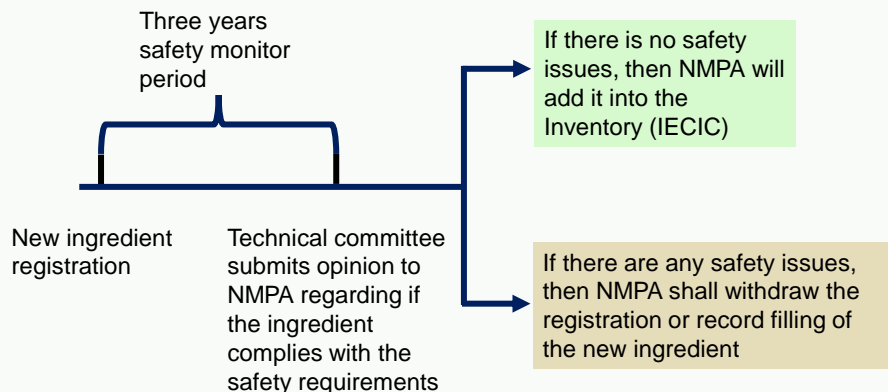 Three years
safety monitor
period
If there is no safety
issues, then NMPA will
add it into the
Inventory (IECIC)
New ingredient
registration
Technical committee
submits opinion to
NMPA regarding if
the ingredient
complies with the
safety requirements
If there are any safety issues,
then NMPA shall withdraw the
registration or record filling of
the new ingredient